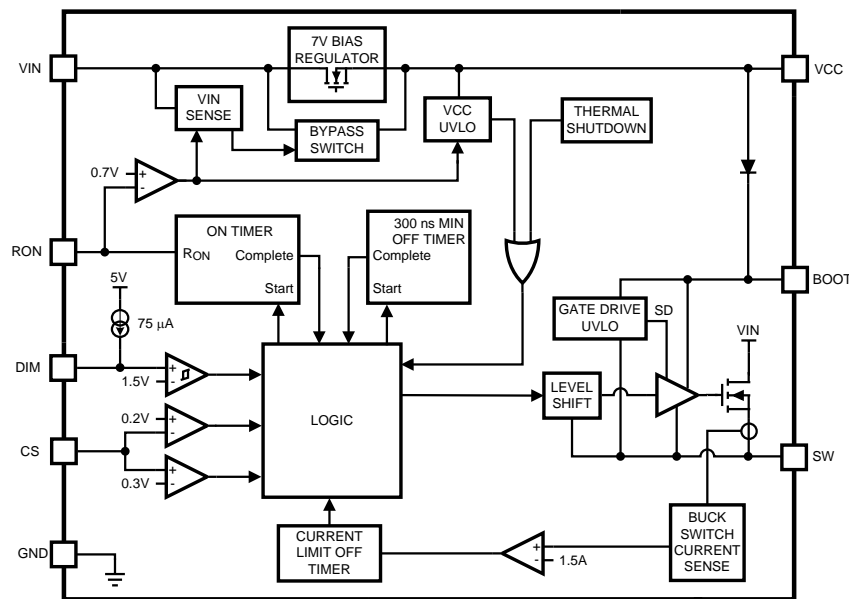 7V BIAS
REGULATOR
VIN
VCC
VIN
SENSE
BYPASS
SWITCH
VCC
UVLO
THERMAL
SHUTDOWN
0.7V
+
-
RON
ON TIMER
RON
Complete
Start
300 ns MIN
OFF TIMER
Complete
Start
BOOT
5V
75 µA
GATE DRIVE
UVLO
SD
VIN
DIM
+
1.5V
-
LOGIC
LEVEL
SHIFT
0.2V
+
-
CS
+
0.3V
-
SW
GND
CURRENT
LIMIT OFF
TIMER
+
-
1.5A
BUCK
SWITCH
CURRENT
SENSE